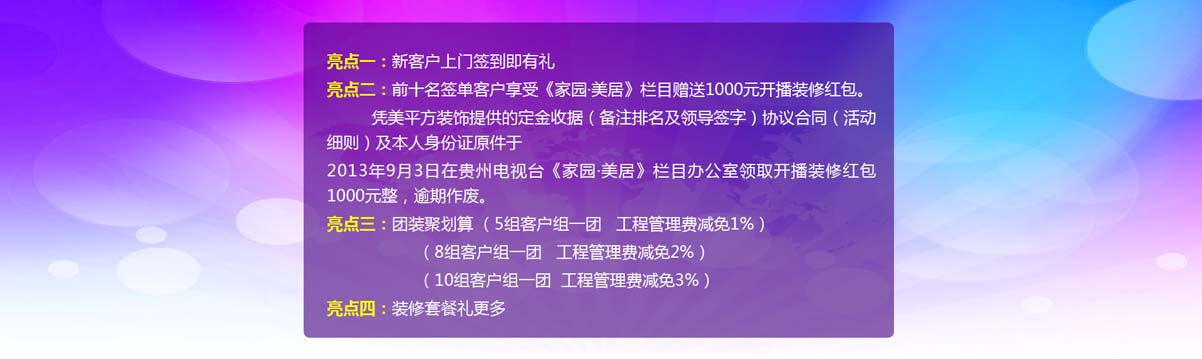 亮点一：新客户上门签到即有礼
亮点二：前十名签单客户享受《家园·美居》栏目赠送1000元开播装修红包。
凭美平方装饰提供的定金收据（备注排名及领导签字）协议合同（活动
细则）及本人身份证原件于
2013年9月3日在贵州电视台《家园·美居》栏目办公室领取开播装修红包
1000元整，逾期作废。
亮点三：团装聚划算（5组客户组一团 工程管理费减免1%）
（8组客户组一团 工程管理费减免2%）
（10组客户组一团 工程管理费减免3%）
亮点四：装修套餐礼更多